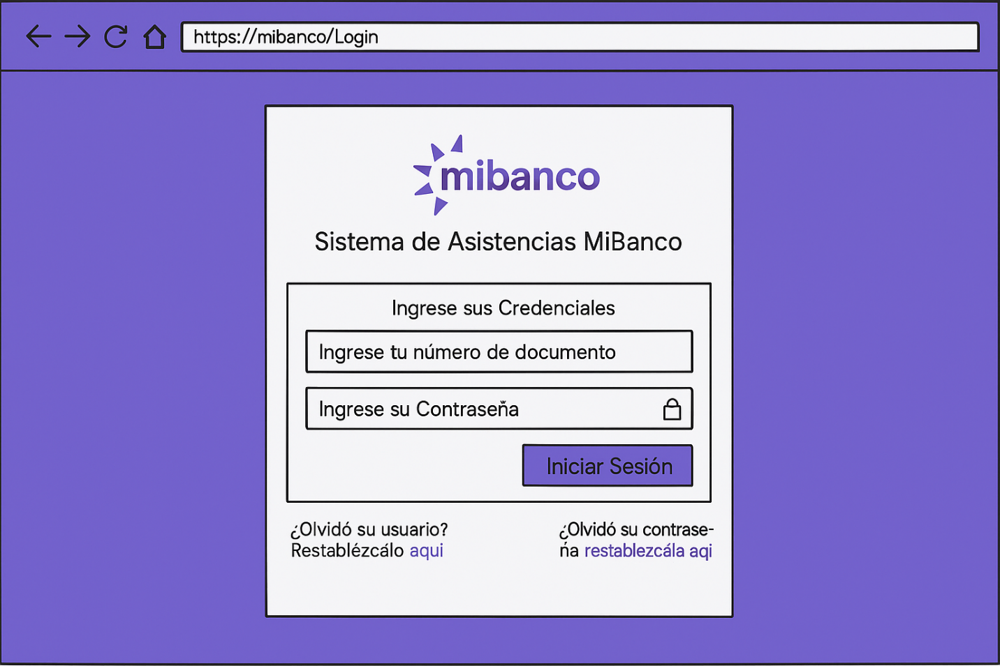 https://mibanco/Login
mibanco
Sistema de Asistencias MiBanco
Ingrese sus Credenciales
Ingrese tu número de documento
Ingrese su Contraseňa
Iniciar Sesión
¿Olvidó su usuario?
Restablézcálo aqui
¿Olvidó su contrase-
ńa restablezcála aqi